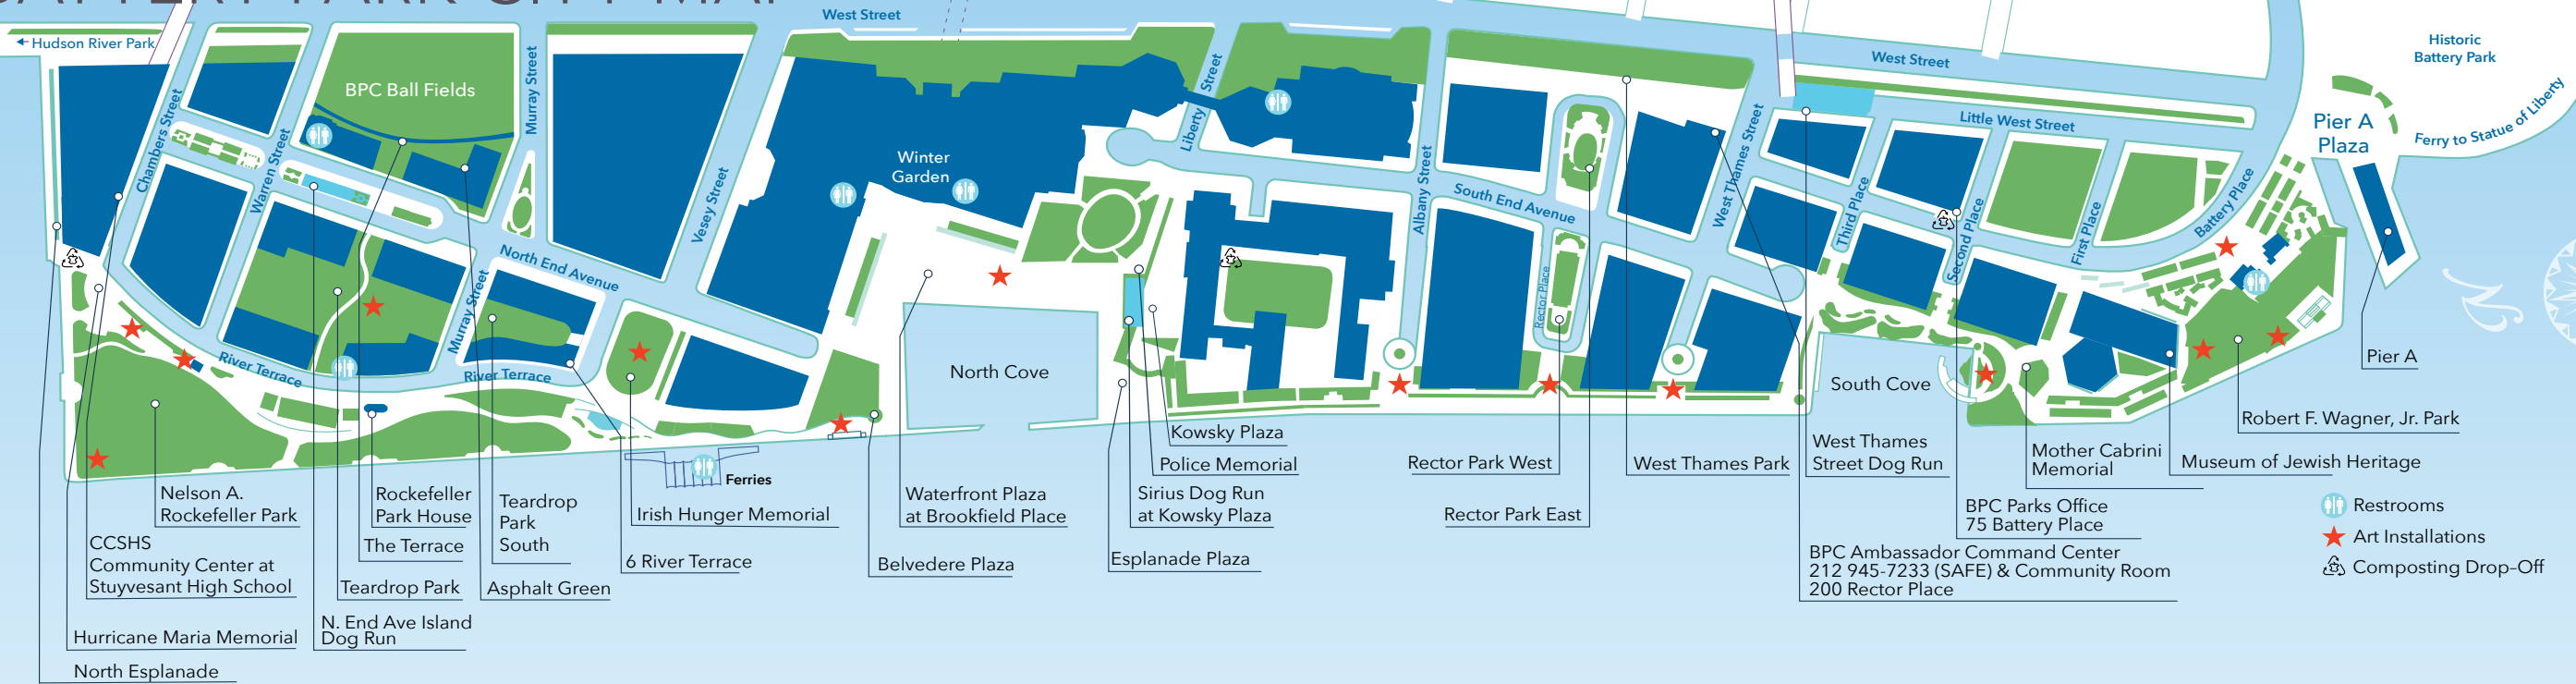 BATTERY PARK CITY MAP
West Street
Hudson River Park
Historic
Battery Park
West Street
BPC Ball Fields
Murray Street
Liberty Street
Little West Street
Pier A
Plaza
Ferry to Statue of Liberty
Chambers Street
Warren Street
Vesey Street
Winter
Garden
Albany Street
South End Avenue
West Thames Street
Third Place
Second Place
First Place
Battery Place
North End Avenue
Murray Street
Rector Place
River Terrace
River Terrace
North Cove
South Cove
Pier A
Robert F. Wagner, Jr. Park
Kowsky Plaza
Police Memorial
Rector Park West
West Thames Park
West Thames
Street Dog Run
Mother Cabrini
Memorial
Museum of Jewish Heritage
Ferries
Nelson A.
Rockefeller Park
Rockefeller
Park House
Teardrop
Park
South
Irish Hunger Memorial
Waterfront Plaza
at Brookfield Place
Sirius Dog Run
at Kowsky Plaza
Rector Park East
BPC Parks Office
75 Battery Place
Restrooms
Art Installations
Composting Drop-Off
CCSHS
Community Center at
Stuyvesant High School
The Terrace
6 River Terrace
Belvedere Plaza
Esplanade Plaza
BPC Ambassador Command Center
212 945-7233 (SAFE) & Community Room
200 Rector Place
Teardrop Park
Asphalt Green
N. End Ave Island
Dog Run
Hurricane Maria Memorial
North Esplanade